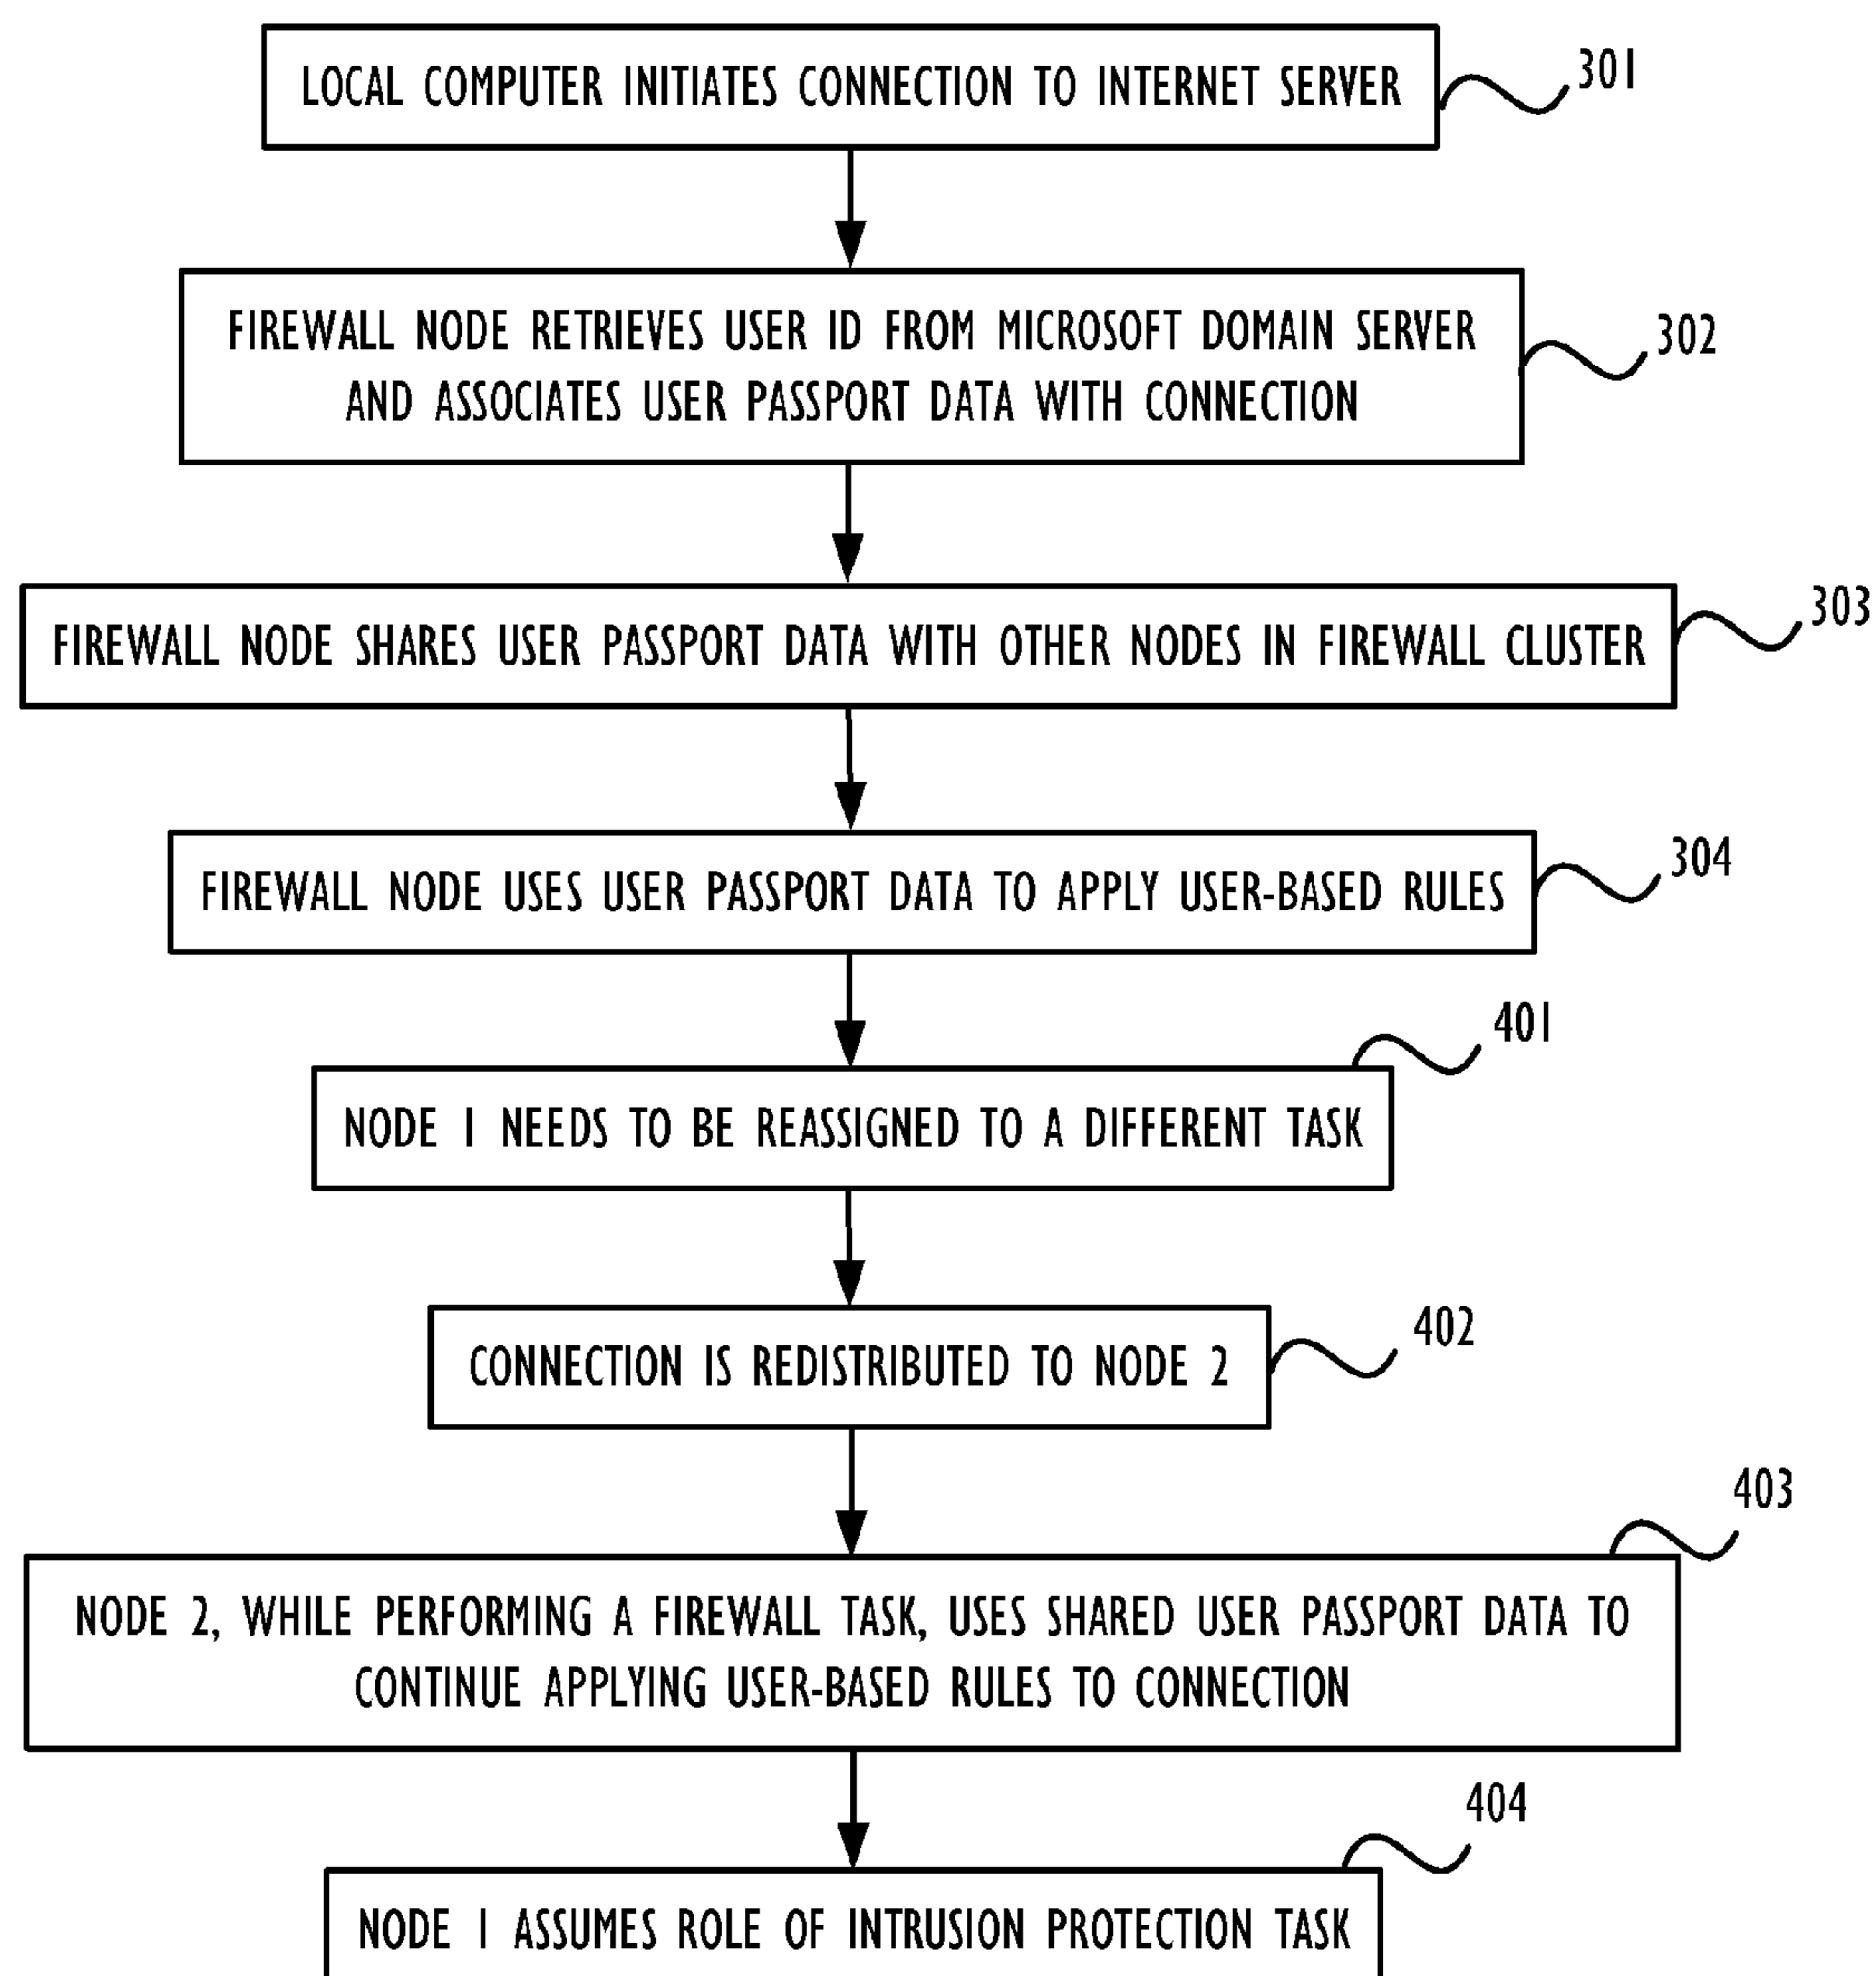 LOCAL COMPUTER INITIATES CONNECTION TO INTERNET SERVER
301
FIREWALL NODE RETRIEVES USER ID FROM MICROSOFT DOMAIN SERVER
AND ASSOCIATES USER PASSPORT DATA WITH CONNECTION
302
FIREWALL NODE SHARES USER PASSPORT DATA WITH OTHER NODES IN FIREWALL CLUSTER
303
FIREWALL NODE USES USER PASSPORT DATA TO APPLY USER-BASED RULES
304
401
NODE 1 NEEDS TO BE REASSIGNED TO A DIFFERENT TASK
402
CONNECTION IS REDISTRIBUTED TO NODE 2
403
NODE 2, WHILE PERFORMING A FIREWALL TASK, USES SHARED USER PASSPORT DATA TO
CONTINUE APPLYING USER-BASED RULES TO CONNECTION
404
NODE 1 ASSUMES ROLE OF INTRUSION PROTECTION TASK